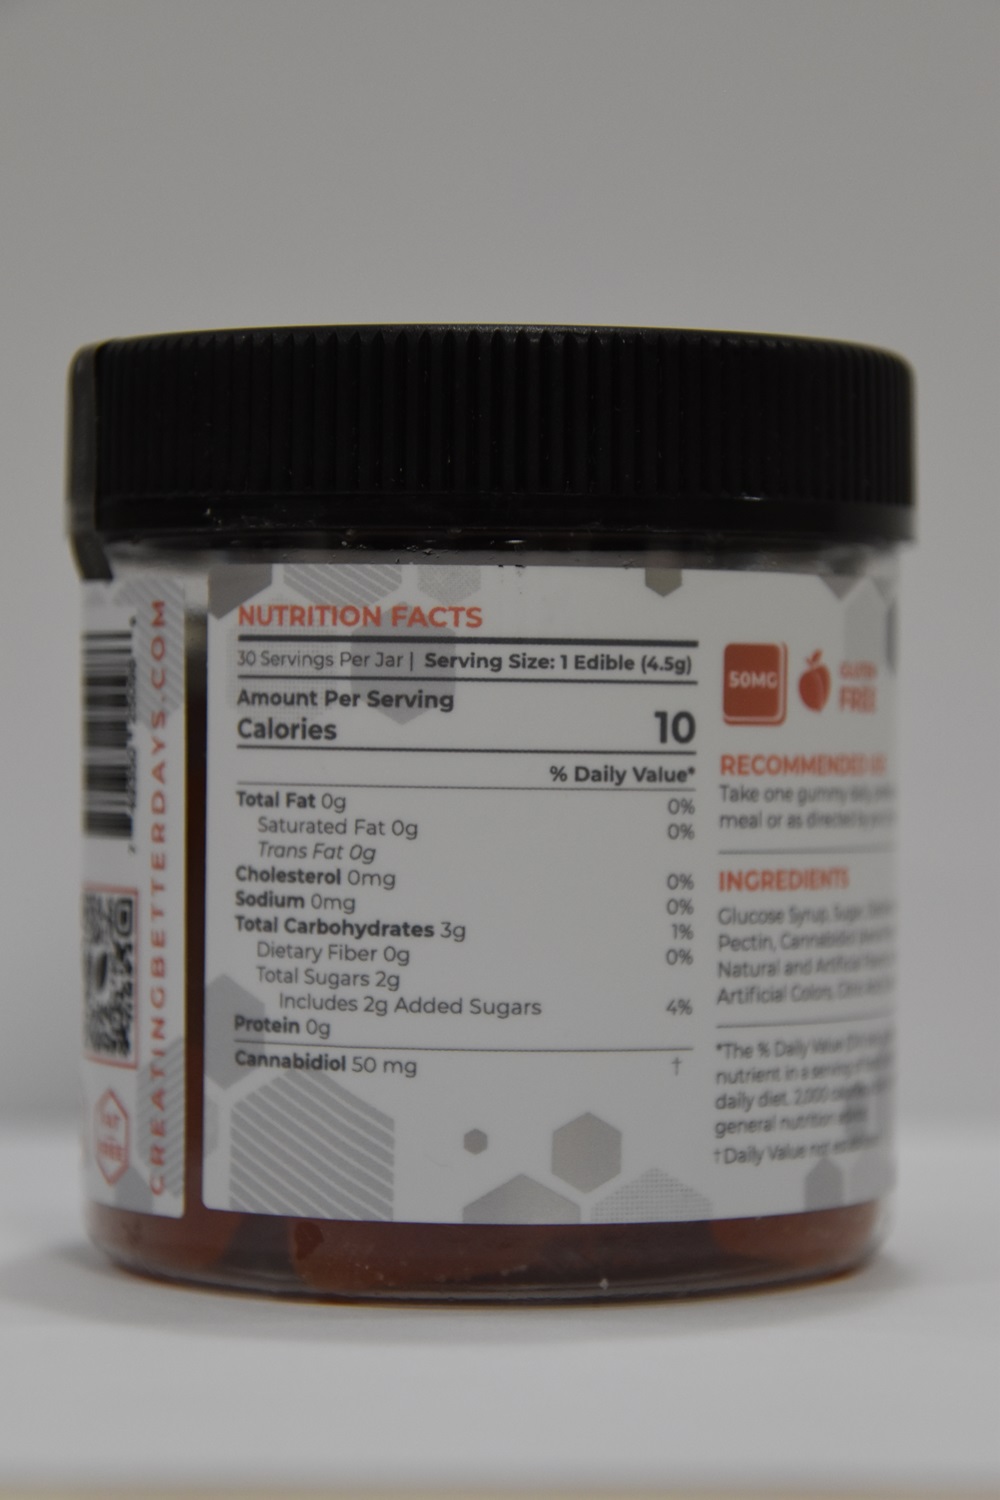 CREATINGBETTERDAYS.COM
NUTRITION FACTS
30 Servings Per Jar | Serving Size: 1 Edible (4.5g)
Amount Per Serving
Calories 10
% Daily Value*
Total Fat 0g 0%
Saturated Fat 0g 0%
Trans Fat 0g
Cholesterol 0mg 0%
Sodium 0mg 0%
Total Carbohydrates 3g 1%
Dietary Fiber 0g 0%
Total Sugars 2g
Includes 2g Added Sugars 4%
Protein 0g
Cannabidiol 50 mg †
50MG
GLUTEN
FREE
RECOMMENDED
Take one gummy
meal or as directed by
INGREDIENTS
Glucose Syrup, Sugar,
Pectin, Cannabidiol
Natural and Artificial
Artificial Colors, Citric
*The % Daily Value
nutrient in a serving of
daily diet. 2,000
general nutrition
†Daily Value not